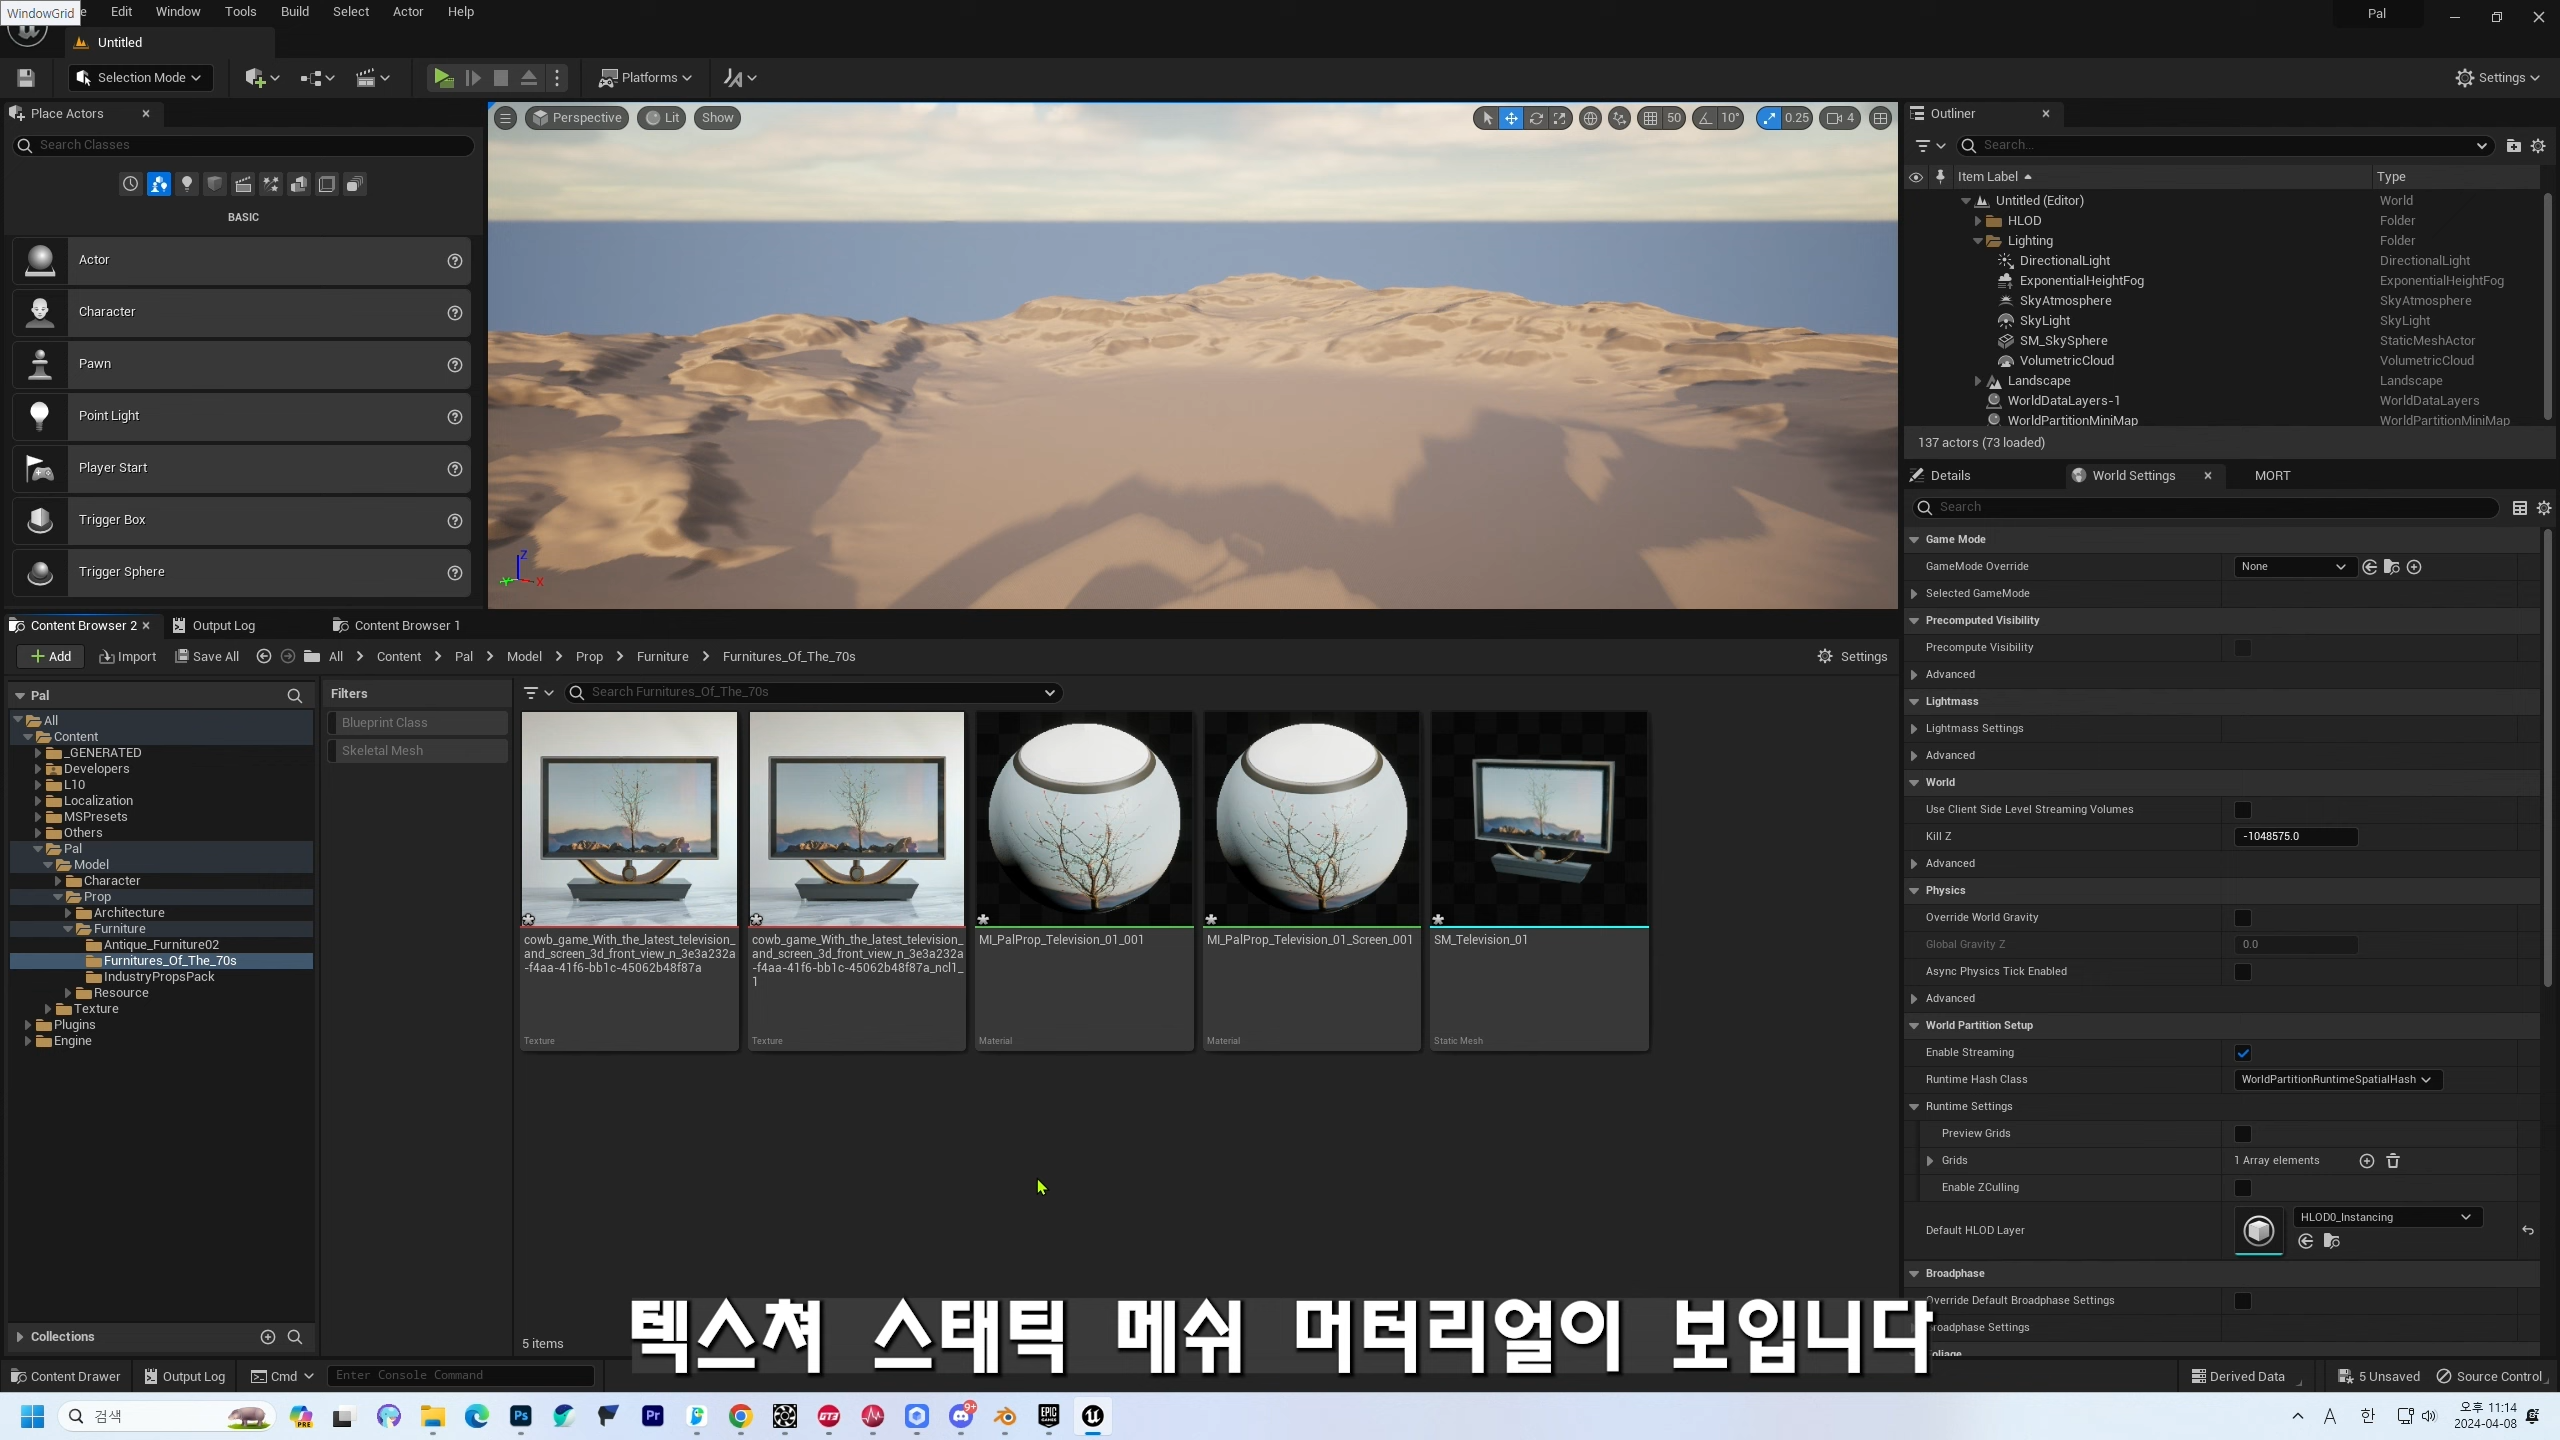 WindowGrid
Edit
Window
Tools
Build
Select
Actor
Help
Pal
Untitled
Selection Mode
Platforms
Settings
Place Actors
Search Classes
BASIC
Actor
Character
Pawn
Point Light
Player Start
Trigger Box
Trigger Sphere
Perspective
Lit
Show
50
10°
0.25
4
Z
Y
X
Outliner
Search...
Item Label
Type
Untitled (Editor) World
HLOD Folder
Lighting Folder
DirectionalLight DirectionalLight
ExponentialHeightFog ExponentialHeightFog
SkyAtmosphere SkyAtmosphere
SkyLight SkyLight
SM_SkySphere StaticMeshActor
VolumetricCloud VolumetricCloud
Landscape Landscape
WorldDataLayers-1 WorldDataLayers
WorldPartitionMiniMap WorldPartitionMiniMap
137 actors (73 loaded)
Details
World Settings
MORT
Search
Game Mode
GameMode Override None
Selected GameMode
Precomputed Visibility
Precompute Visibility
Advanced
Lightmass
Lightmass Settings
Advanced
World
Use Client Side Level Streaming Volumes
Kill Z -1048575.0
Advanced
Physics
Override World Gravity
Global Gravity Z 0.0
Async Physics Tick Enabled
Advanced
World Partition Setup
Enable Streaming
Runtime Hash Class WorldPartitionRuntimeSpatialHash
Runtime Settings
Preview Grids
Grids 1 Array elements
Enable ZCulling
Default HLOD Layer HLOD0_Instancing
Broadphase
Override Default Broadphase Settings
Broadphase Settings
Content Browser 2
Output Log
Content Browser 1
Add
Import
Save All
All
Content
Pal
Model
Prop
Furniture
Furnitures_Of_The_70s
Settings
Pal
All
Content
_GENERATED
Developers
L10
Localization
MSPresets
Others
Pal
Model
Character
Prop
Architecture
Furniture
Antique_Furniture02
Furnitures_Of_The_70s
IndustryPropsPack
Resource
Texture
Plugins
Engine
Collections
Filters
Blueprint Class
Skeletal Mesh
Search Furnitures_Of_The_70s
cowb_game_With_the_latest_television_
and_screen_3d_front_view_n_3e3a232a
-f4aa-41f6-bb1c-45062b48f87a
Texture
cowb_game_With_the_latest_television_
and_screen_3d_front_view_n_3e3a232a
-f4aa-41f6-bb1c-45062b48f87a_ncl1_
1
Texture
MI_PalProp_Television_01_001
Material
MI_PalProp_Television_01_Screen_001
Material
SM_Television_01
Static Mesh
5 items
텍스쳐 스태틱 메쉬 머터리얼이 보입니다
Content Drawer
Output Log
Cmd
Enter Console Command
Derived Data
5 Unsaved
Source Control
검색
PRE
Ps
Pr
GT3
9+
EPIC
GAMES
A
한
오후 11:14
2024-04-08